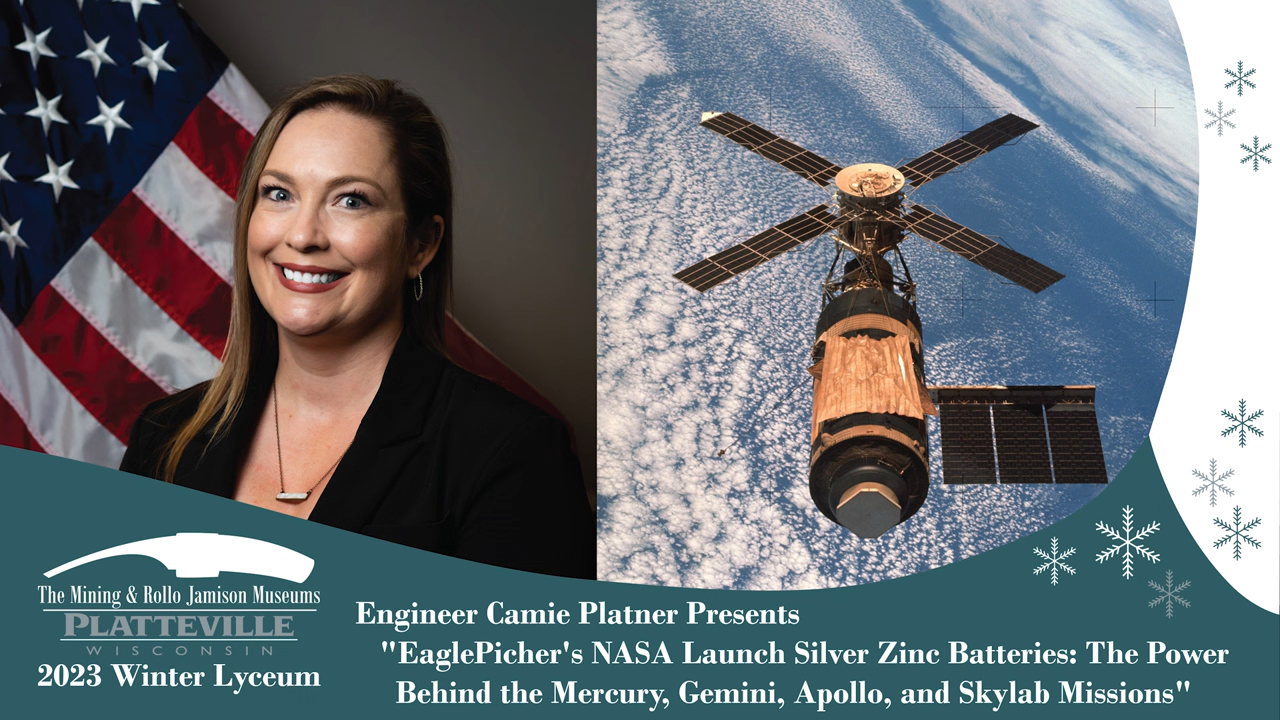 The Mining & Rollo Jamison Museums
PLATTEVILLE
WISCONSIN
2023 Winter Lyceum
Engineer Camie Platner Presents
"EaglePicher's NASA Launch Silver Zinc Batteries: The Power
Behind the Mercury, Gemini, Apollo, and Skylab Missions"